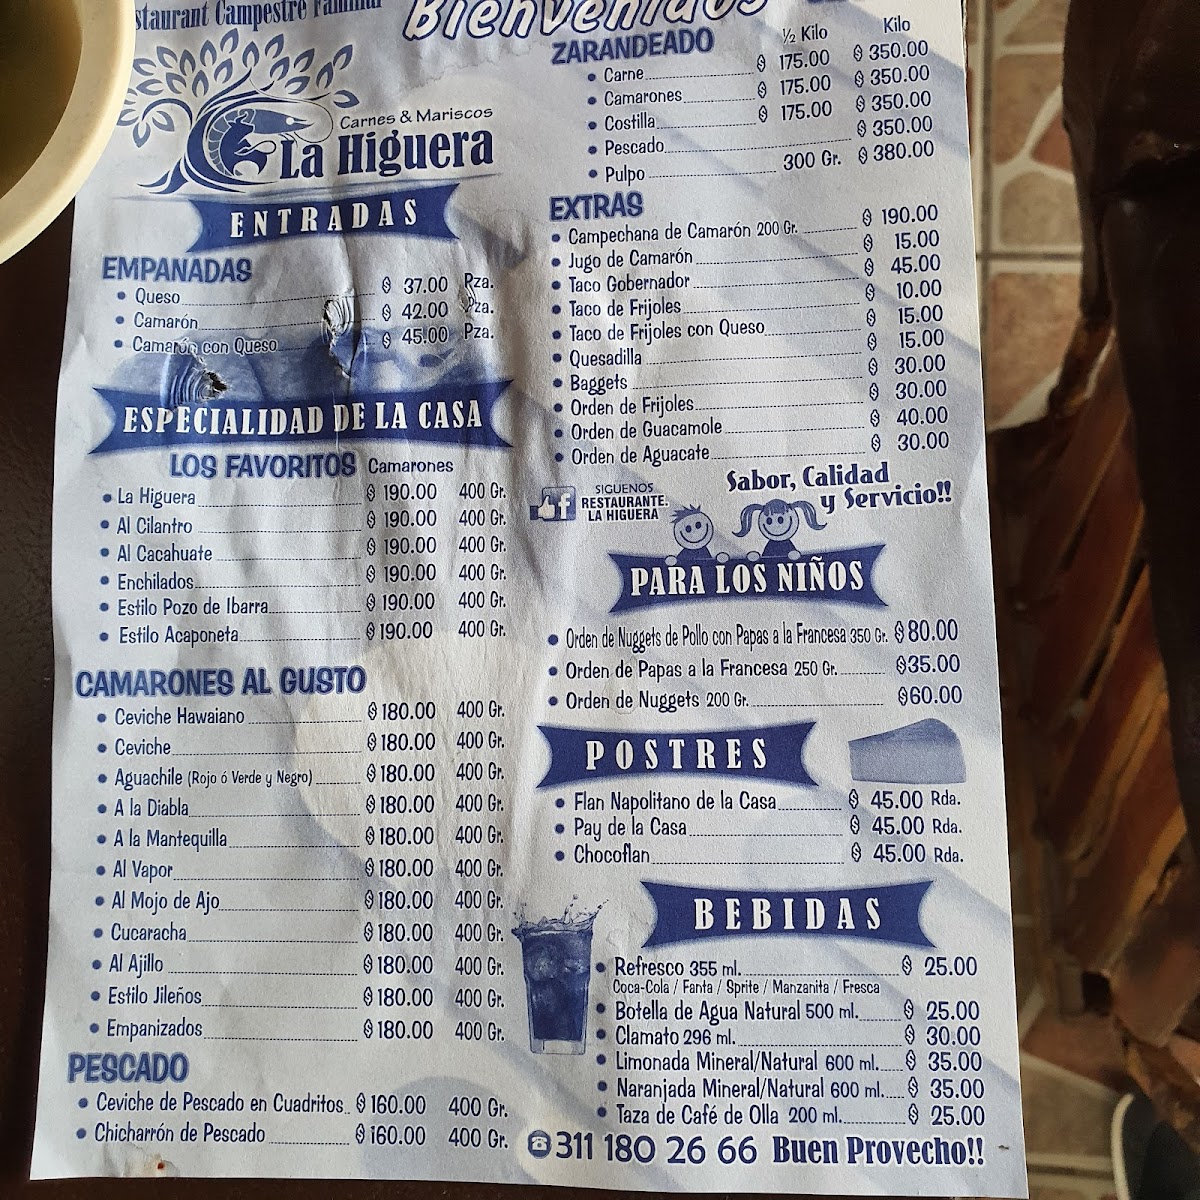 Restaurant Campestre Familiar
Bienvenidos
Carnes & Mariscos
La Higuera
ENTRADAS
EMPANADAS
• Queso $ 37.00 Pza.
• Camarón $ 42.00 Pza.
• Camarón con Queso $ 45.00 Pza.
ESPECIALIDAD DE LA CASA
LOS FAVORITOS Camarones
• La Higuera $ 190.00 400 Gr.
• Al Cilantro $ 190.00 400 Gr.
• Al Cacahuate $ 190.00 400 Gr.
• Enchilados $ 190.00 400 Gr.
• Estilo Pozo de Ibarra $ 190.00 400 Gr.
• Estilo Acaponeta $ 190.00 400 Gr.
CAMARONES AL GUSTO
• Ceviche Hawaiano $ 180.00 400 Gr.
• Ceviche $ 180.00 400 Gr.
• Aguachile (Rojo ó Verde y Negro) $ 180.00 400 Gr.
• A la Diabla $ 180.00 400 Gr.
• A la Mantequilla $ 180.00 400 Gr.
• Al Vapor $ 180.00 400 Gr.
• Al Mojo de Ajo $ 180.00 400 Gr.
• Cucaracha $ 180.00 400 Gr.
• Al Ajillo $ 180.00 400 Gr.
• Estilo Jileños $ 180.00 400 Gr.
• Empanizados $ 180.00 400 Gr.
PESCADO
• Ceviche de Pescado en Cuadritos $ 160.00 400 Gr.
• Chicharrón de Pescado $ 160.00 400 Gr.
ZARANDEADO ½ Kilo Kilo
• Carne $ 175.00 $ 350.00
• Camarones $ 175.00 $ 350.00
• Costilla $ 175.00 $ 350.00
• Pescado $ 350.00
• Pulpo 300 Gr. $ 380.00
EXTRAS
• Campechana de Camarón 200 Gr. $ 190.00
• Jugo de Camarón $ 15.00
• Taco Gobernador $ 45.00
• Taco de Frijoles $ 10.00
• Taco de Frijoles con Queso $ 15.00
• Quesadilla $ 15.00
• Baggets $ 30.00
• Orden de Frijoles $ 30.00
• Orden de Guacamole $ 40.00
• Orden de Aguacate $ 30.00
f
SIGUENOS
RESTAURANTE.
LA HIGUERA
Sabor, Calidad
y Servicio!!
PARA LOS NIÑOS
• Orden de Nuggets de Pollo con Papas a la Francesa 350 Gr. $80.00
• Orden de Papas a la Francesa 250 Gr. $35.00
• Orden de Nuggets 200 Gr. $60.00
POSTRES
• Flan Napolitano de la Casa $ 45.00 Rda.
• Pay de la Casa $ 45.00 Rda.
• Chocoflan $ 45.00 Rda.
BEBIDAS
• Refresco 355 ml. $ 25.00
Coca-Cola / Fanta / Sprite / Manzanita / Fresca
• Botella de Agua Natural 500 ml. $ 25.00
• Clamato 296 ml. $ 30.00
• Limonada Mineral/Natural 600 ml. $ 35.00
• Naranjada Mineral/Natural 600 ml. $ 35.00
• Taza de Café de Olla 200 ml. $ 25.00
☎311 180 26 66 Buen Provecho!!